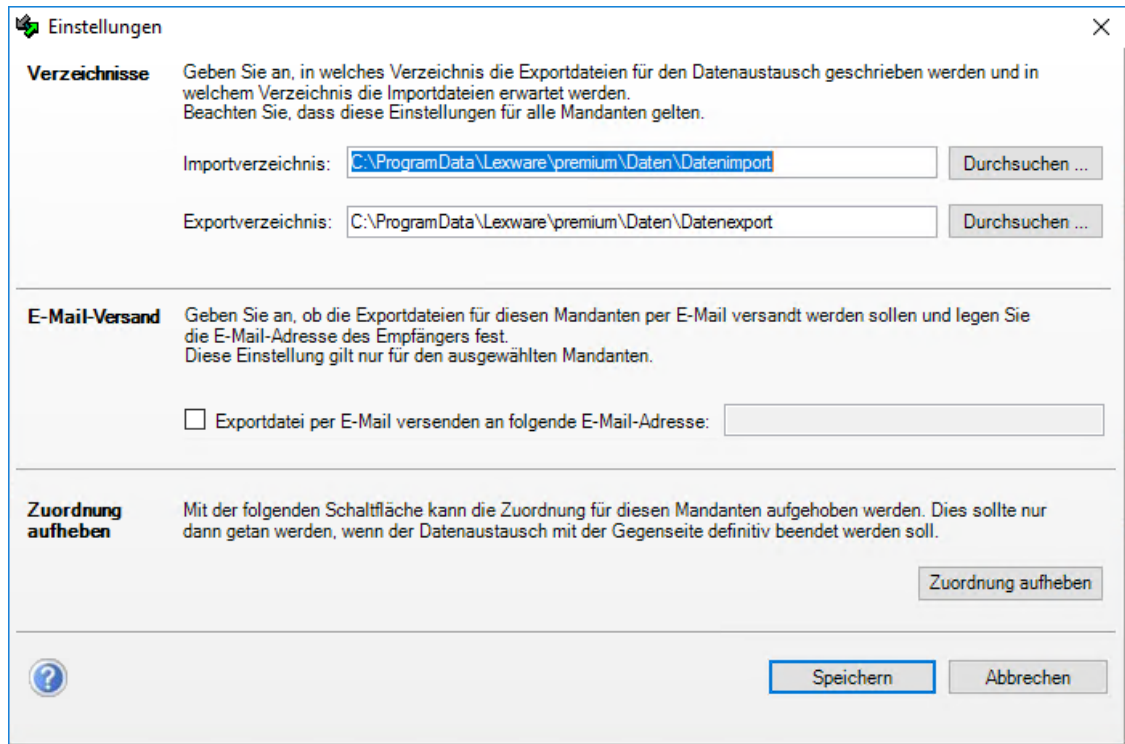 Einstellungen
Verzeichnisse
Geben Sie an, in welches Verzeichnis die Exportdateien für den Datenaustausch geschrieben werden und in
welchem Verzeichnis die Importdateien erwartet werden.
Beachten Sie, dass diese Einstellungen für alle Mandanten gelten.
Importverzeichnis: C:\ProgramData\Lexware\premium\Daten\Datenimport Durchsuchen ...
Exportverzeichnis: C:\ProgramData\Lexware\premium\Daten\Datenexport Durchsuchen ...
E-Mail-Versand
Geben Sie an, ob die Exportdateien für diesen Mandanten per E-Mail versandt werden sollen und legen Sie
die E-Mail-Adresse des Empfängers fest.
Diese Einstellung gilt nur für den ausgewählten Mandanten.
Exportdatei per E-Mail versenden an folgende E-Mail-Adresse:
Zuordnung
aufheben
Mit der folgenden Schaltfläche kann die Zuordnung für diesen Mandanten aufgehoben werden. Dies sollte nur
dann getan werden, wenn der Datenaustausch mit der Gegenseite definitiv beendet werden soll.
Zuordnung aufheben
? Speichern Abbrechen